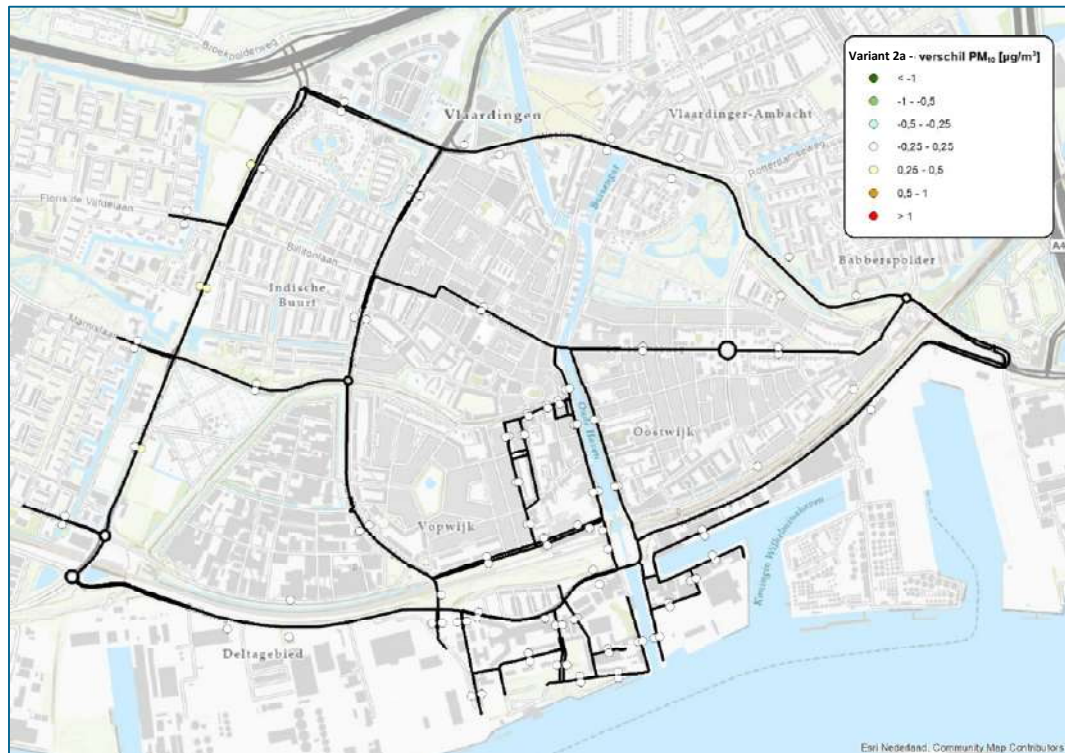 Variant 2a - verschil PM₁₀ [µg/m³]
< -1
-1 - -0,5
-0,5 - -0,25
-0,25 - 0,25
0,25 - 0,5
0,5 - 1
> 1
Broekpolderweg
Vlaardingen
Vlaardinger-Ambacht
Rotterdamseweg
Floris de Vijfdelaan
Billitonlaan
Indische
Buurt
Babberspolder
A4
Marnixlaan
Oude Haven
Oostwijk
Vopwijk
Koningin Wilhelminahaven
Deltagebied
Esri Nederland, Community Map Contributors